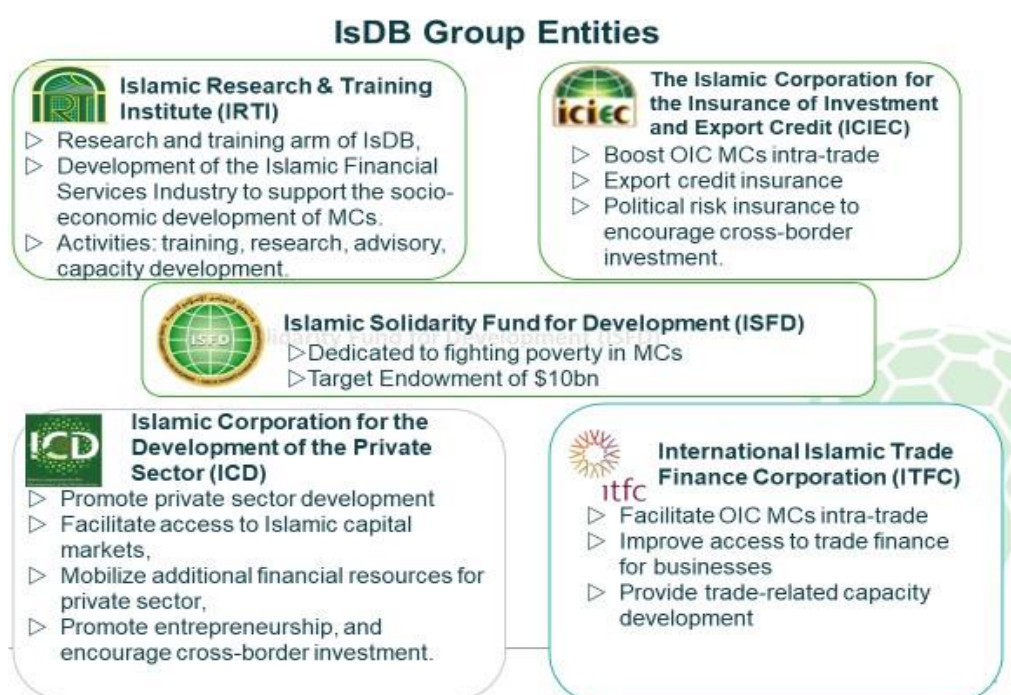 IsDB Group Entities
IRTI
Islamic Research & Training
Institute (IRTI)
▷ Research and training arm of IsDB,
▷ Development of the Islamic Financial
Services Industry to support the socio-
economic development of MCs.
▷ Activities: training, research, advisory,
capacity development.
iciec
The Islamic Corporation for
the Insurance of Investment
and Export Credit (ICIEC)
▷ Boost OIC MCs intra-trade
▷ Export credit insurance
▷ Political risk insurance to
encourage cross-border
investment.
ISFD
Islamic Solidarity Fund for Development (ISFD)
▷Dedicated to fighting poverty in MCs
▷Target Endowment of $10bn
ICD
Islamic Corporation for the
Development of the Private
Sector (ICD)
▷ Promote private sector development
▷ Facilitate access to Islamic capital
markets,
▷ Mobilize additional financial resources for
private sector,
▷ Promote entrepreneurship, and
encourage cross-border investment.
itfc
International Islamic Trade
Finance Corporation (ITFC)
▷ Facilitate OIC MCs intra-trade
▷ Improve access to trade finance
for businesses
▷ Provide trade-related capacity
development